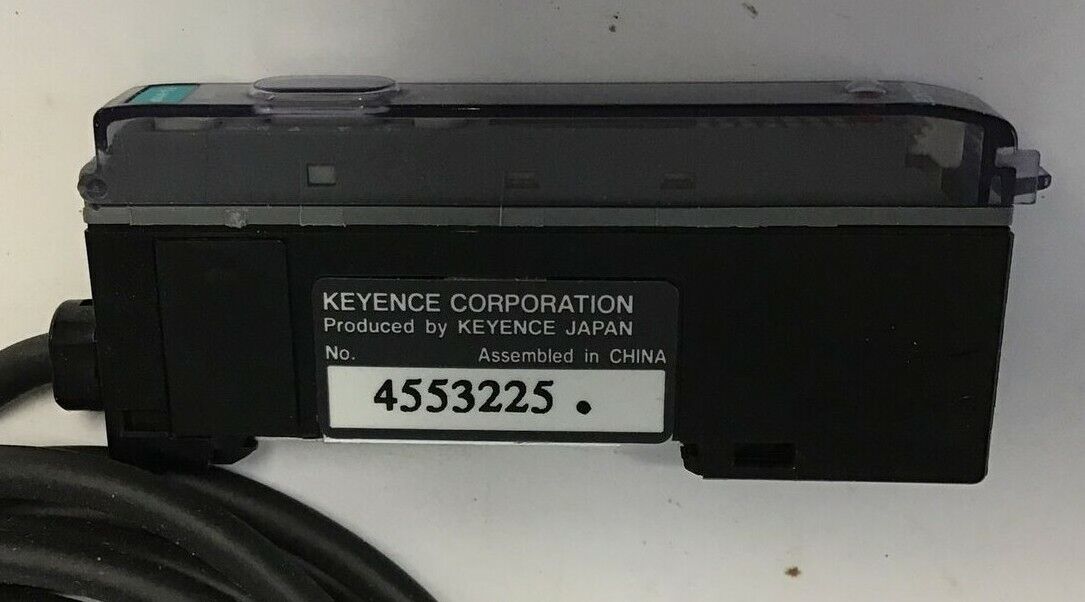 KEYENCE CORPORATION
Produced by KEYENCE JAPAN
No. Assembled in CHINA
4553225 .